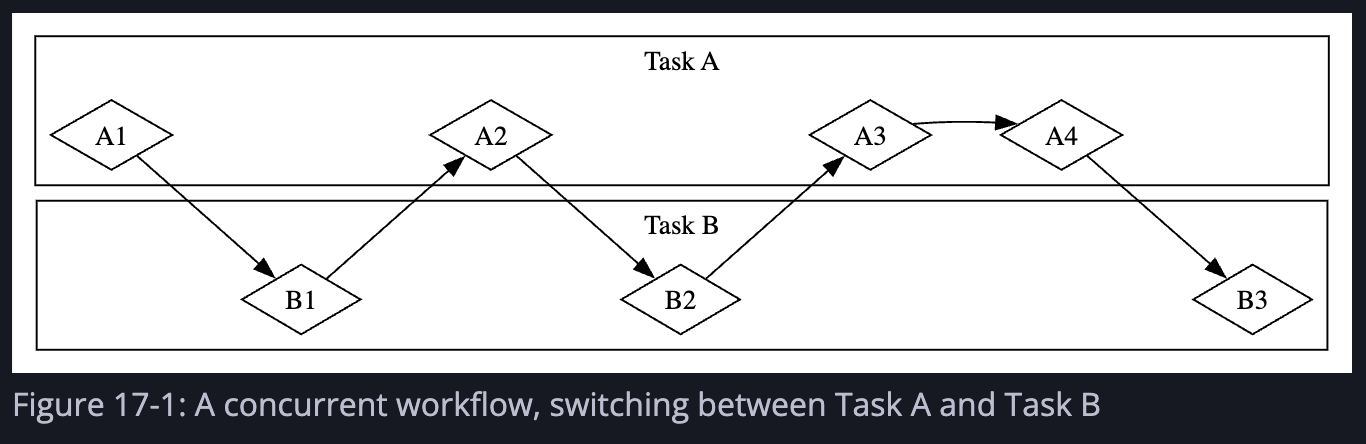 Task A
A1
A2
A3
A4
Task B
B1
B2
B3
Figure 17-1: A concurrent workflow, switching between Task A and Task B